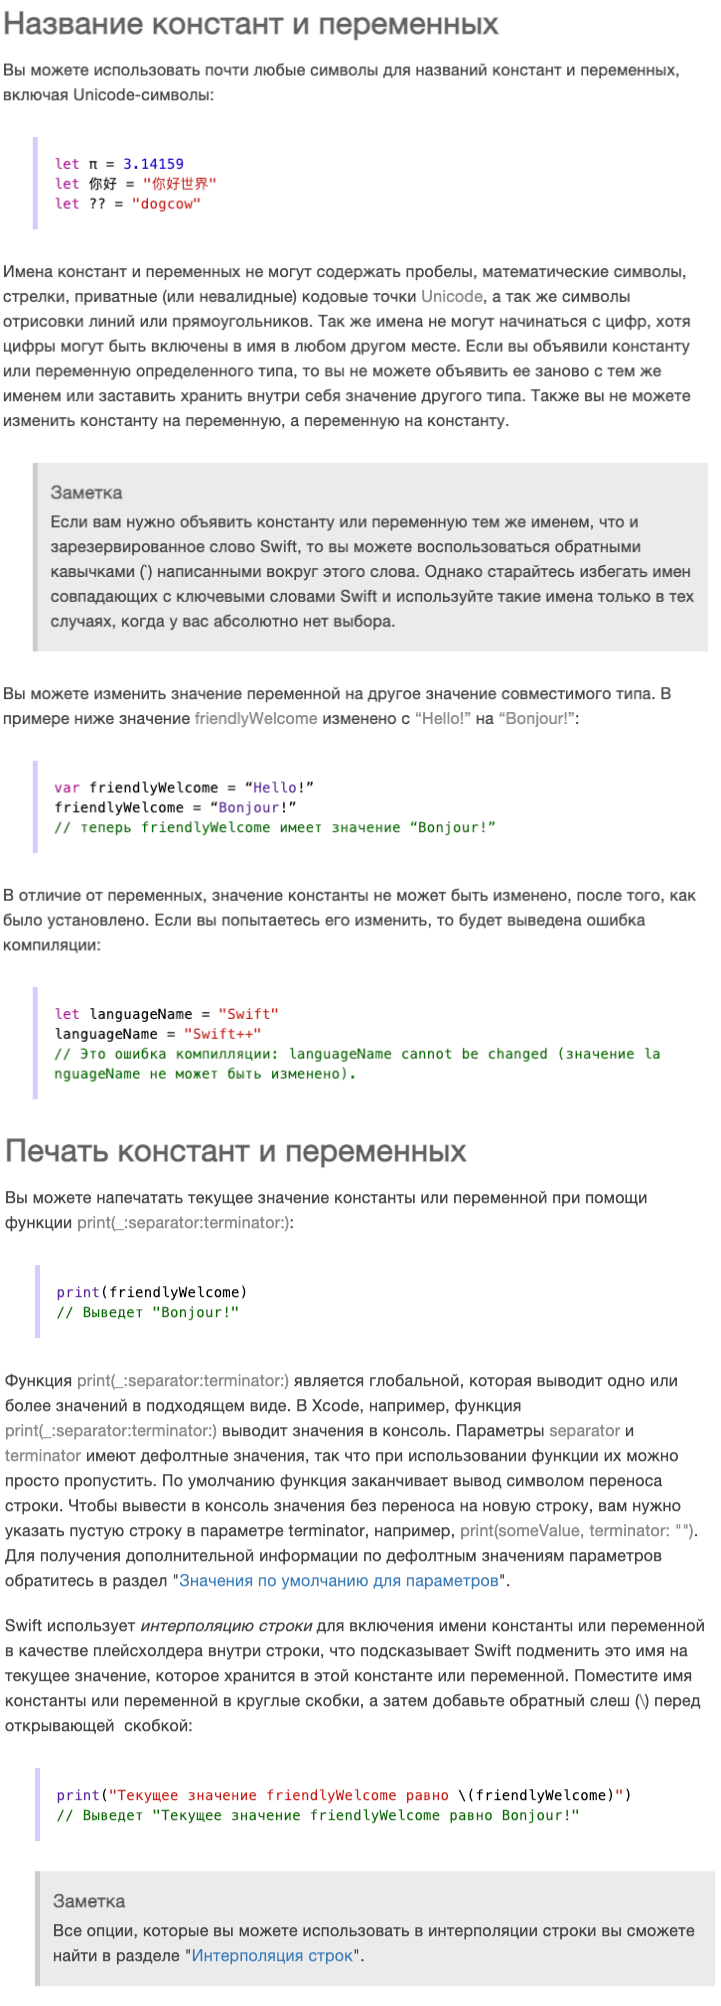 Название констант и переменных
Вы можете использовать почти любые символы для названий констант и переменных,
включая Unicode-символы:
let π = 3.14159
let 你好 = "你好世界"
let ?? = "dogcow"
Имена констант и переменных не могут содержать пробелы, математические символы,
стрелки, приватные (или невалидные) кодовые точки Unicode, а так же символы
отрисовки линий или прямоугольников. Так же имена не могут начинаться с цифр, хотя
цифры могут быть включены в имя в любом другом месте. Если вы объявили константу
или переменную определенного типа, то вы не можете объявить ее заново с тем же
именем или заставить хранить внутри себя значение другого типа. Также вы не можете
изменить константу на переменную, а переменную на константу.
Заметка
Если вам нужно объявить константу или переменную тем же именем, что и
зарезервированное слово Swift, то вы можете воспользоваться обратными
кавычками (`) написанными вокруг этого слова. Однако старайтесь избегать имен
совпадающих с ключевыми словами Swift и используйте такие имена только в тех
случаях, когда у вас абсолютно нет выбора.
Вы можете изменить значение переменной на другое значение совместимого типа. В
примере ниже значение friendlyWelcome изменено с “Hello!” на “Bonjour!”:
var friendlyWelcome = “Hello!”
friendlyWelcome = “Bonjour!”
// теперь friendlyWelcome имеет значение “Bonjour!”
В отличие от переменных, значение константы не может быть изменено, после того, как
было установлено. Если вы попытаетесь его изменить, то будет выведена ошибка
компиляции:
let languageName = "Swift"
languageName = "Swift++"
// Это ошибка компилляции: languageName cannot be changed (значение la
nguageName не может быть изменено).
Печать констант и переменных
Вы можете напечатать текущее значение константы или переменной при помощи
функции print(_:separator:terminator:):
print(friendlyWelcome)
// Выведет "Bonjour!"
Функция print(_:separator:terminator:) является глобальной, которая выводит одно или
более значений в подходящем виде. В Xcode, например, функция
print(_:separator:terminator:) выводит значения в консоль. Параметры separator и
terminator имеют дефолтные значения, так что при использовании функции их можно
просто пропустить. По умолчанию функция заканчивает вывод символом переноса
строки. Чтобы вывести в консоль значения без переноса на новую строку, вам нужно
указать пустую строку в параметре terminator, например, print(someValue, terminator: "").
Для получения дополнительной информации по дефолтным значениям параметров
обратитесь в раздел "Значения по умолчанию для параметров".
Swift использует интерполяцию строки для включения имени константы или переменной
в качестве плейсхолдера внутри строки, что подсказывает Swift подменить это имя на
текущее значение, которое хранится в этой константе или переменной. Поместите имя
константы или переменной в круглые скобки, а затем добавьте обратный слеш (\) перед
открывающей  скобкой:
print("Текущее значение friendlyWelcome равно \(friendlyWelcome)")
// Выведет "Текущее значение friendlyWelcome равно Bonjour!"
Заметка
Все опции, которые вы можете использовать в интерполяции строки вы сможете
найти в разделе "Интерполяция строк".